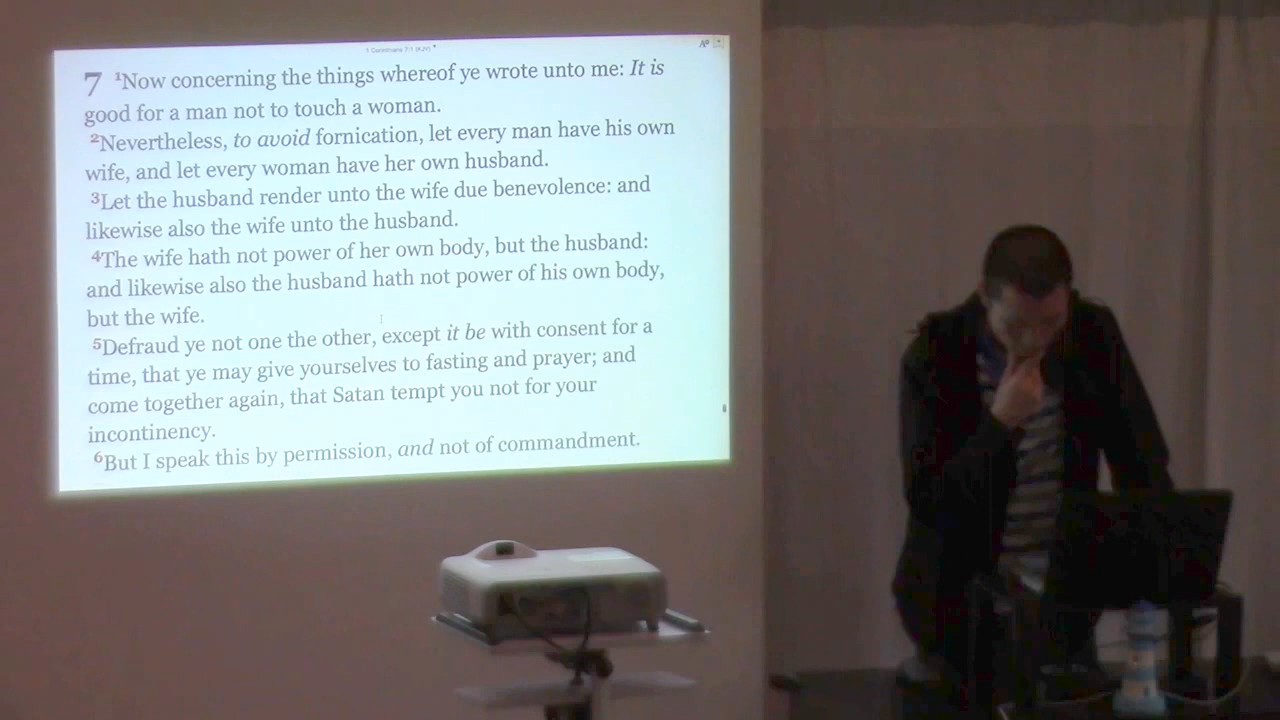 1 Corinthians 7:1 (KJV)
7 ¹Now concerning the things whereof ye wrote unto me: It is
good for a man not to touch a woman.
²Nevertheless, to avoid fornication, let every man have his own
wife, and let every woman have her own husband.
³Let the husband render unto the wife due benevolence: and
likewise also the wife unto the husband.
⁴The wife hath not power of her own body, but the husband:
and likewise also the husband hath not power of his own body,
but the wife.
⁵Defraud ye not one the other, except it be with consent for a
time, that ye may give yourselves to fasting and prayer; and
come together again, that Satan tempt you not for your
incontinency.
⁶But I speak this by permission, and not of commandment.